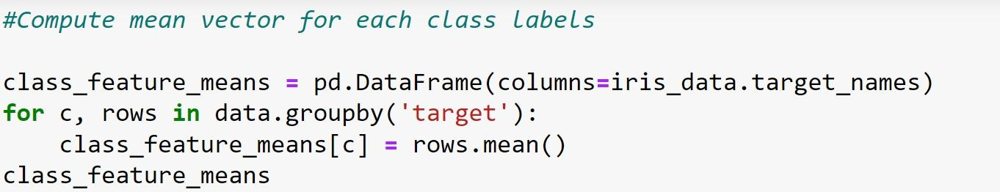 #Compute mean vector for each class labels
class_feature_means = pd.DataFrame(columns=iris_data.target_names)
for c, rows in data.groupby('target'):
    class_feature_means[c] = rows.mean()
class_feature_means